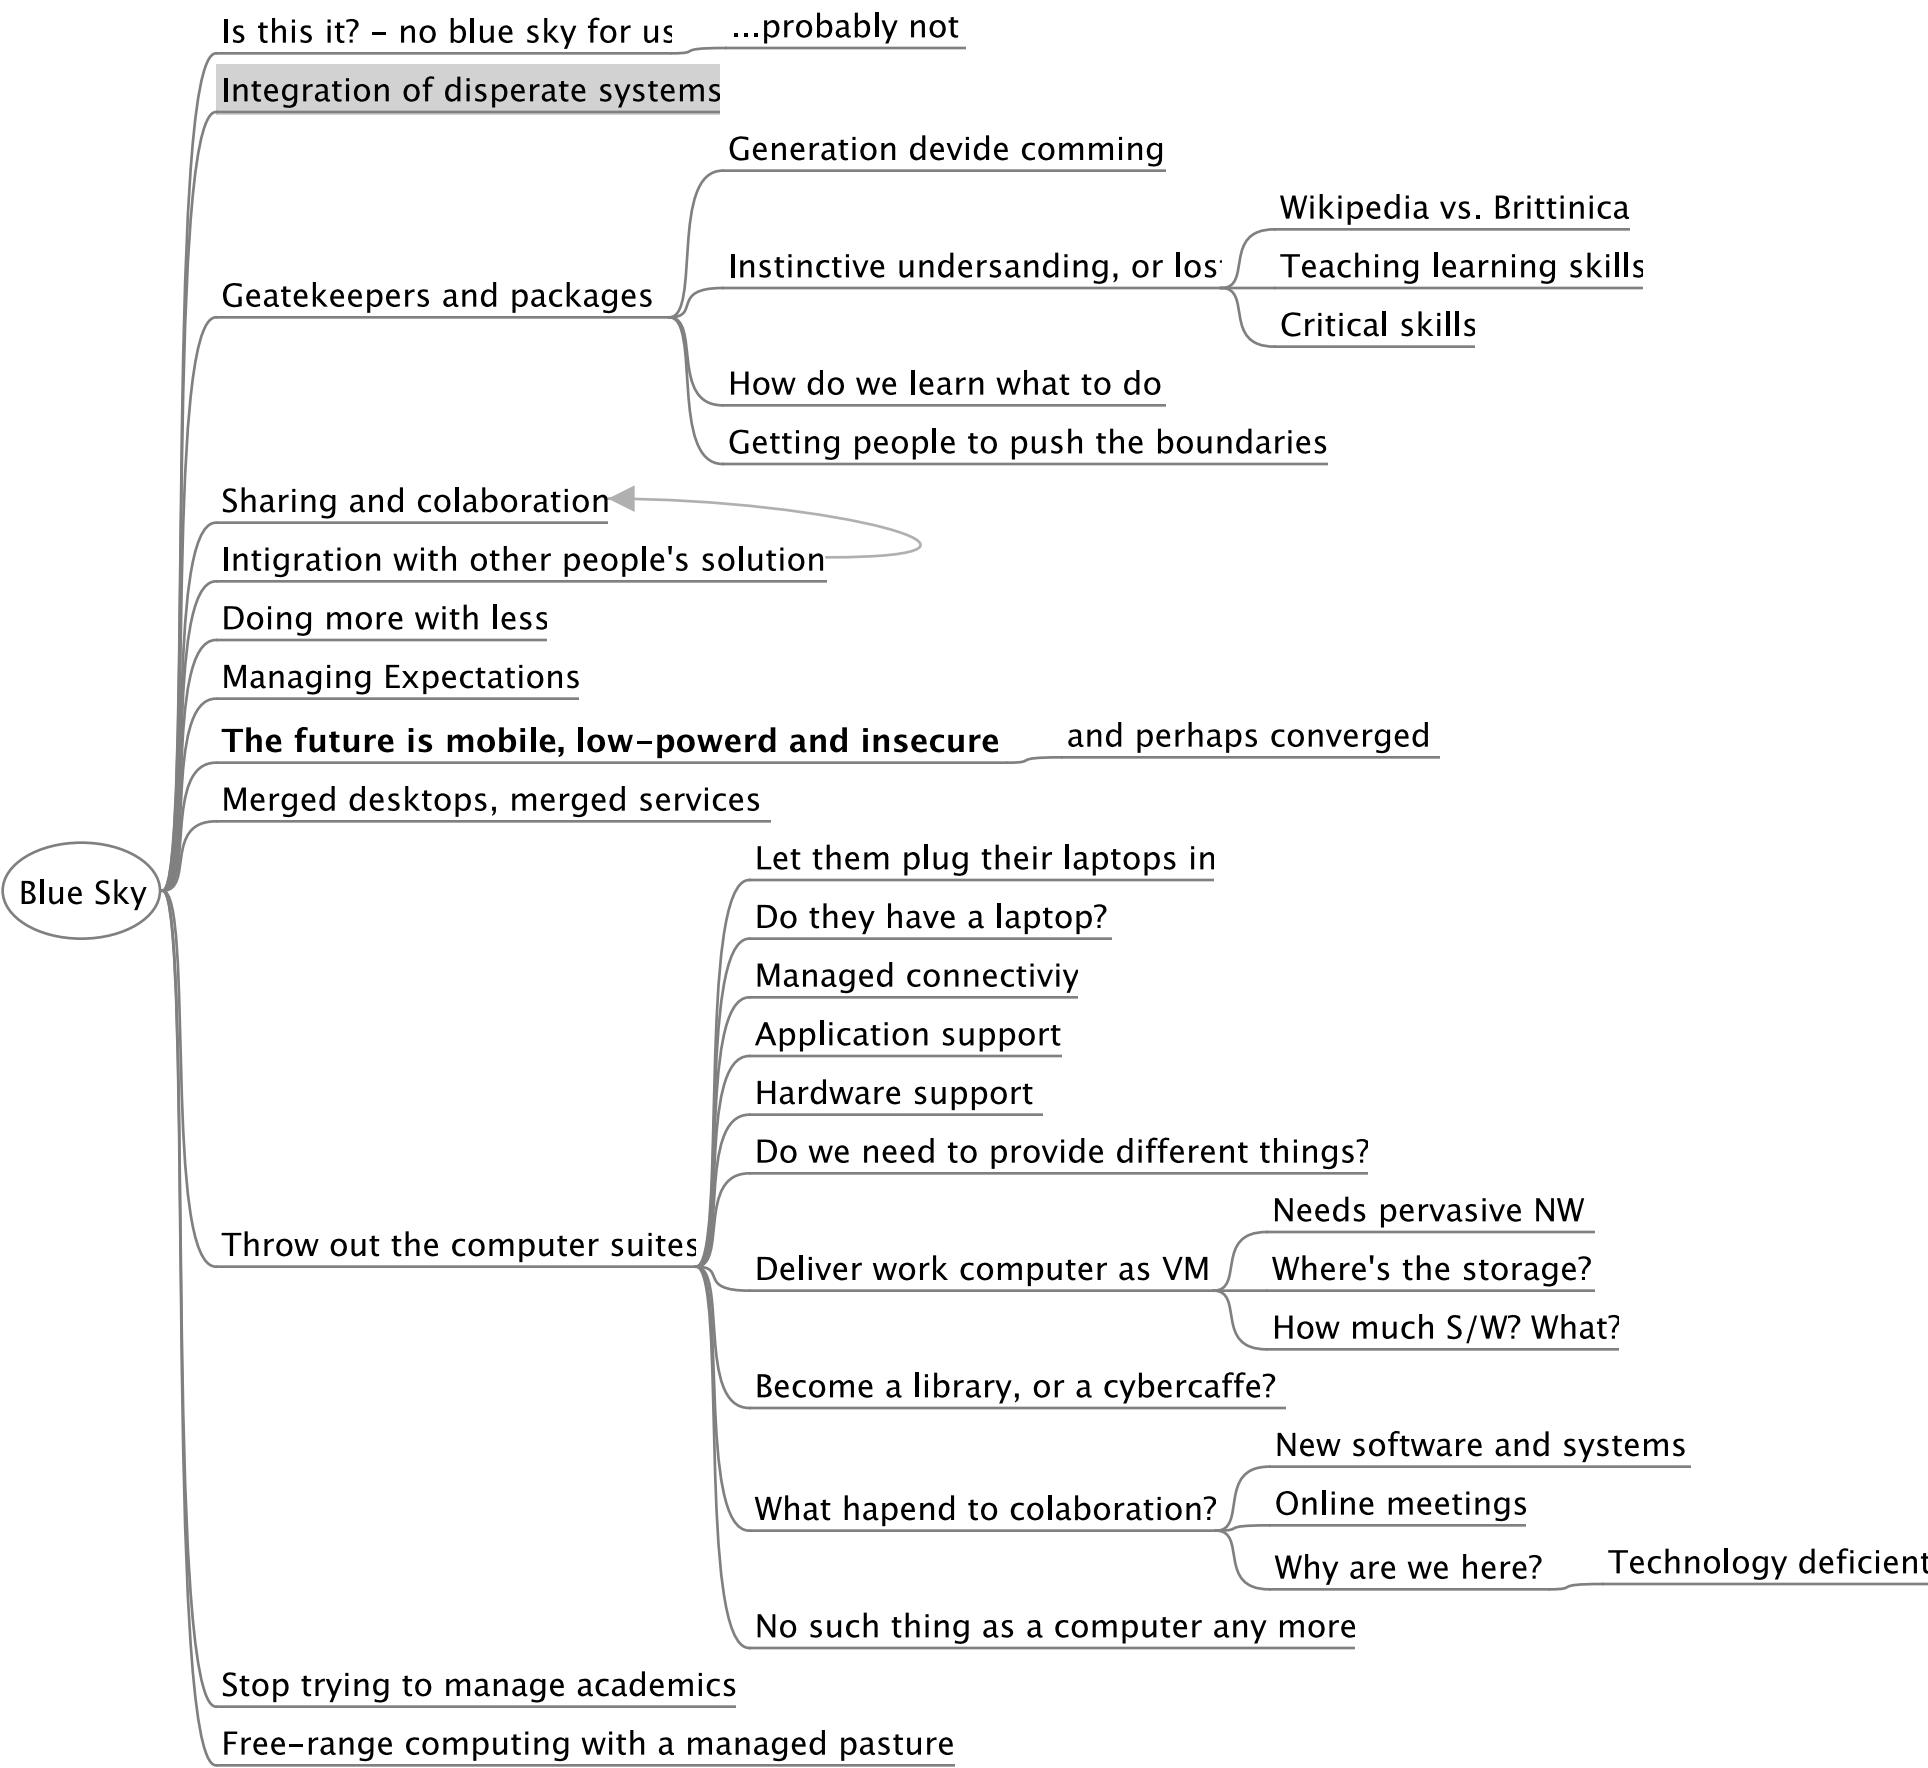 Is this it? – no blue sky for us
...probably not
Integration of disperate systems
Generation devide comming
Wikipedia vs. Brittinica
Instinctive undersanding, or lost
Teaching learning skills
Geatekeepers and packages
Critical skills
How do we learn what to do
Getting people to push the boundaries
Sharing and colaboration
Intigration with other people's solution
Doing more with less
Managing Expectations
The future is mobile, low–powerd and insecure
and perhaps converged
Merged desktops, merged services
Let them plug their laptops in
Blue Sky
Do they have a laptop?
Managed connectiviy
Application support
Hardware support
Do we need to provide different things?
Needs pervasive NW
Throw out the computer suites
Deliver work computer as VM
Where's the storage?
How much S/W? What?
Become a library, or a cybercaffe?
New software and systems
What hapend to colaboration?
Online meetings
Why are we here?
Technology deficient
No such thing as a computer any more
Stop trying to manage academics
Free–range computing with a managed pasture